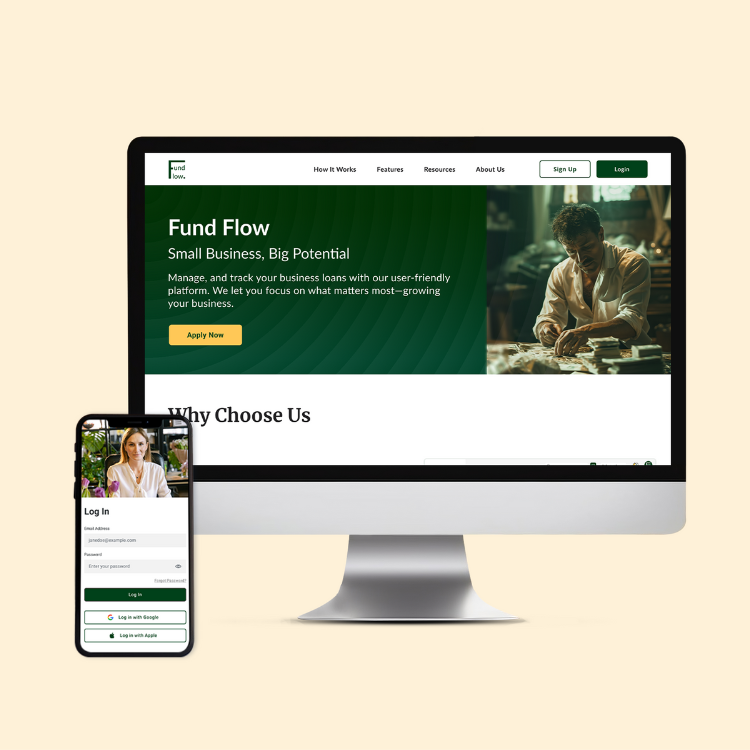 Fund
low.
How It Works
Features
Resources
About Us
Sign Up
Login
Fund Flow
Small Business, Big Potential
Manage, and track your business loans with our user-friendly
platform. We let you focus on what matters most—growing
your business.
Apply Now
Why Choose Us
Log In
Email Address
janedoe@example.com
Password
Enter your password
Forgot Password?
Log In
Log in with Google
Log in with Apple